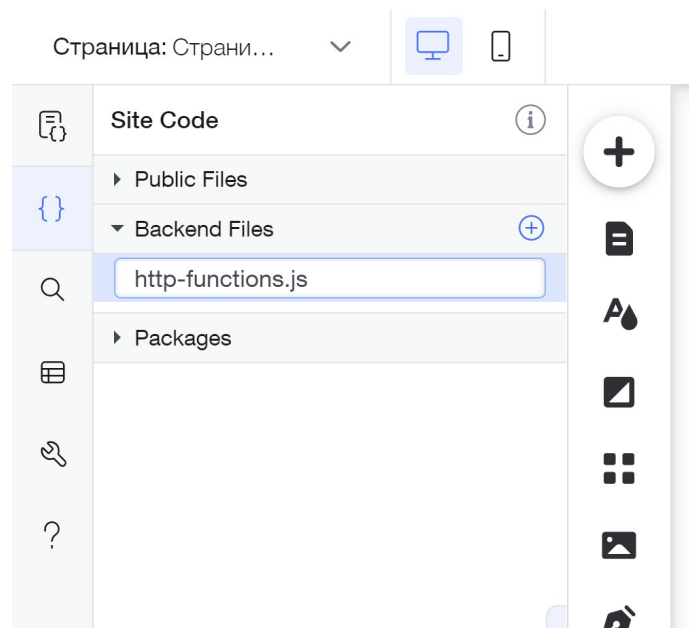 Страница: Страни...
Site Code
Public Files
Backend Files
http-functions.js
Packages